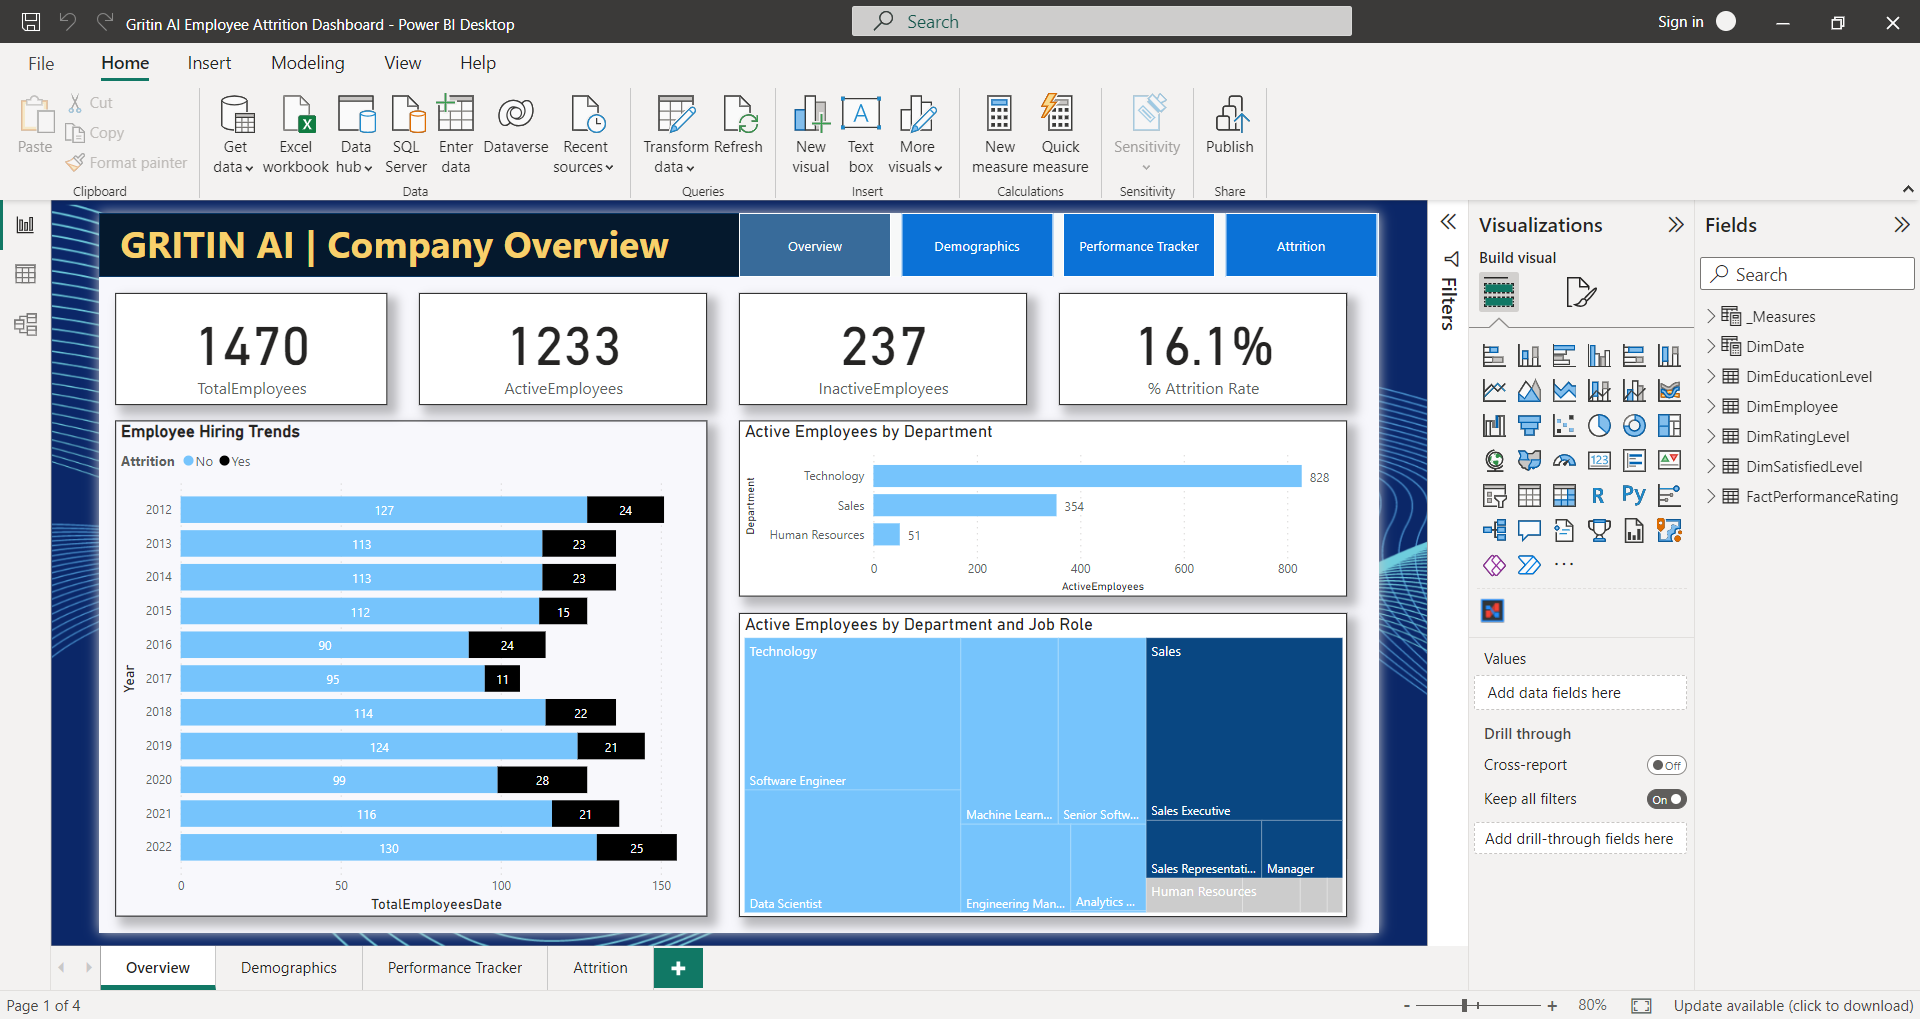 Gritin AI Employee Attrition Dashboard - Power BI Desktop
Search
Sign in
File
Home
Insert
Modeling
View
Help
Paste
Cut
Copy
Format painter
Clipboard
Get data
Excel workbook
Data hub
SQL Server
Enter data
Dataverse
Recent sources
Data
Transform data
Refresh
Queries
New visual
Text box
More visuals
Insert
New measure
Quick measure
Calculations
Sensitivity
Sensitivity
Publish
Share
GRITIN AI | Company Overview
Overview
Demographics
Performance Tracker
Attrition
1470
TotalEmployees
1233
ActiveEmployees
237
InactiveEmployees
16.1%
% Attrition Rate
Employee Hiring Trends
Attrition No Yes
Year
2012 127 24
2013 113 23
2014 113 23
2015 112 15
2016 90 24
2017 95 11
2018 114 22
2019 124 21
2020 99 28
2021 116 21
2022 130 25
0 50 100 150
TotalEmployeesDate
Active Employees by Department
Department
Technology 828
Sales 354
Human Resources 51
0 200 400 600 800
ActiveEmployees
Active Employees by Department and Job Role
Technology
Software Engineer
Data Scientist
Machine Learn...
Senior Softw...
Engineering Man...
Analytics ...
Sales
Sales Executive
Sales Representati...
Manager
Human Resources
Filters
Visualizations
Build visual
123
R
Py
...
Values
Add data fields here
Drill through
Cross-report
Off
Keep all filters
On
Add drill-through fields here
Fields
Search
_Measures
DimDate
DimEducationLevel
DimEmployee
DimRatingLevel
DimSatisfiedLevel
FactPerformanceRating
Overview
Demographics
Performance Tracker
Attrition
+
Page 1 of 4
- + 80%
Update available (click to download)